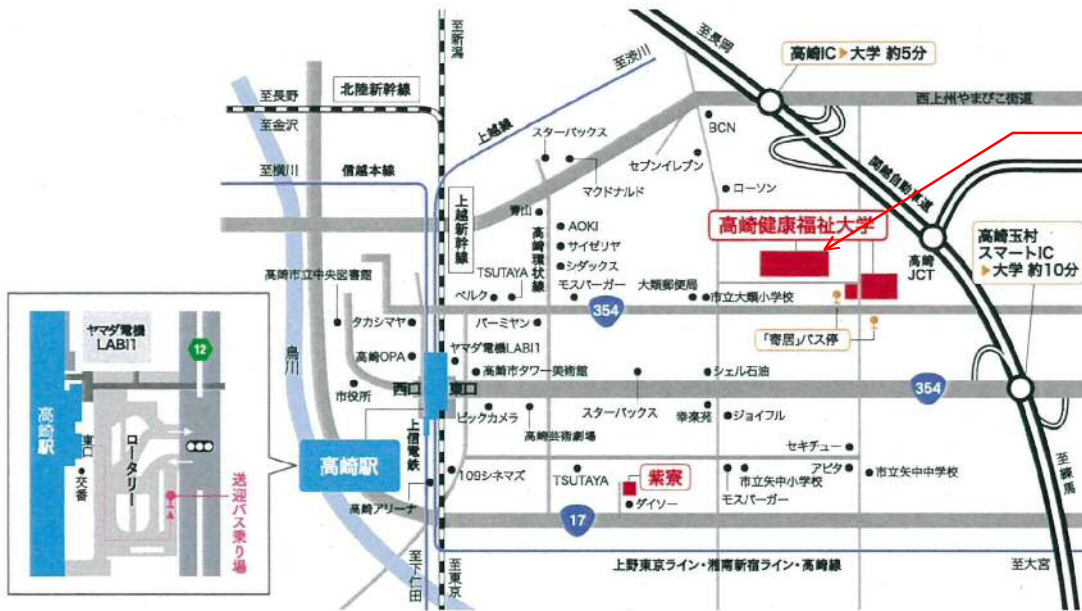 至新潟
至長岡
至渋川
高崎IC▶大学 約5分
北陸新幹線
至長野
至金沢
上越線
西上州やまびこ街道
スターバックス
BCN
セブンイレブン
至横川
信越本線
マクドナルド
関越自動車道
ローソン
上越新幹線
青山
高崎環状線
AOKI
サイゼリヤ
シダックス
高崎健康福祉大学
高崎玉村
スマートIC
▶大学 約10分
高崎
JCT
高崎市立中央図書館
TSUTAYA
ベルク
モスバーガー
大類郵便局
市立大類小学校
354
タカシマヤ
バーミヤン
「寄居」バス停
烏川
ヤマダ電機LABI1
高崎OPA
高崎市タワー美術館
シェル石油
西口
東口
354
市役所
スターバックス
ビックカメラ
幸楽苑
ジョイフル
高崎芸術劇場
上信電鉄
セキチュー
高崎駅
109シネマズ
TSUTAYA
紫寮
アピタ
市立矢中中学校
市立矢中小学校
モスバーガー
高崎アリーナ
ダイソー
17
至練馬
至下仁田
至東京
上野東京ライン・湘南新宿ライン・高崎線
至大宮
ヤマダ電機
LABI1
12
高崎駅
東口
ロータリー
交番
送迎バス乗り場